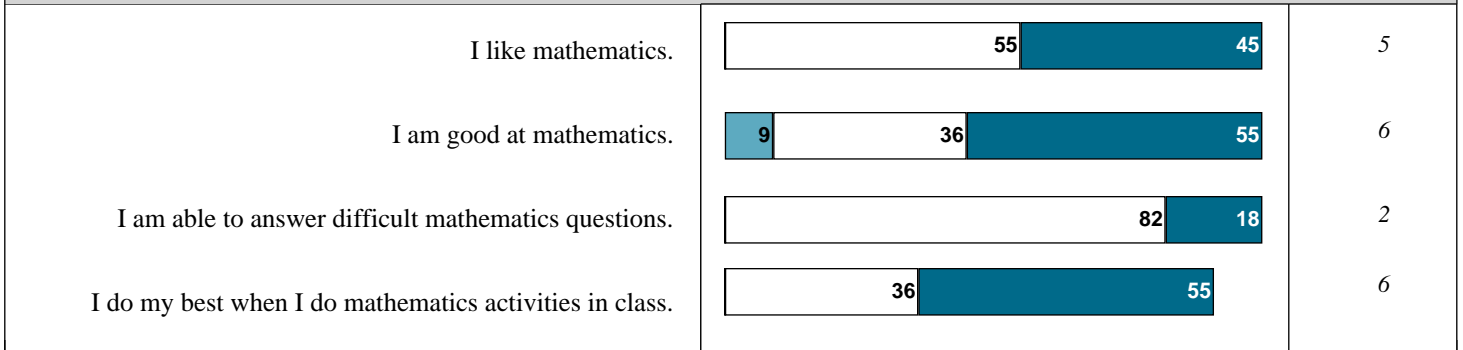 I like mathematics. 55 45 5
I am good at mathematics. 9 36 55 6
I am able to answer difficult mathematics questions. 82 18 2
I do my best when I do mathematics activities in class. 36 55 6